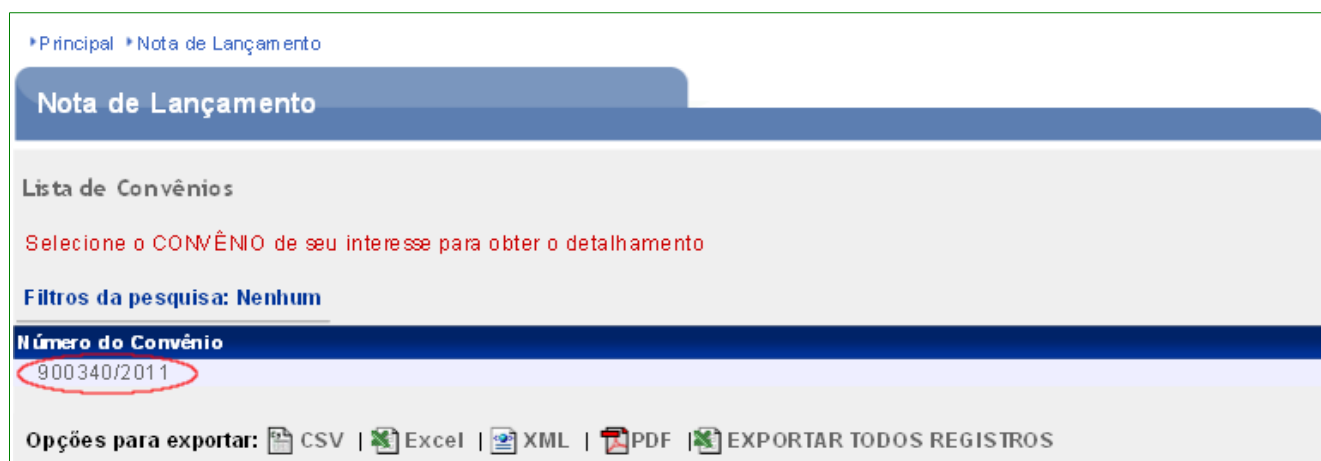 Principal Nota de Lançamento
Nota de Lançamento
Lista de Convênios
Selecione o CONVÊNIO de seu interesse para obter o detalhamento
Filtros da pesquisa: Nenhum
Número do Convênio
900340/2011
Opções para exportar: CSV | Excel | XML | PDF | EXPORTAR TODOS REGISTROS